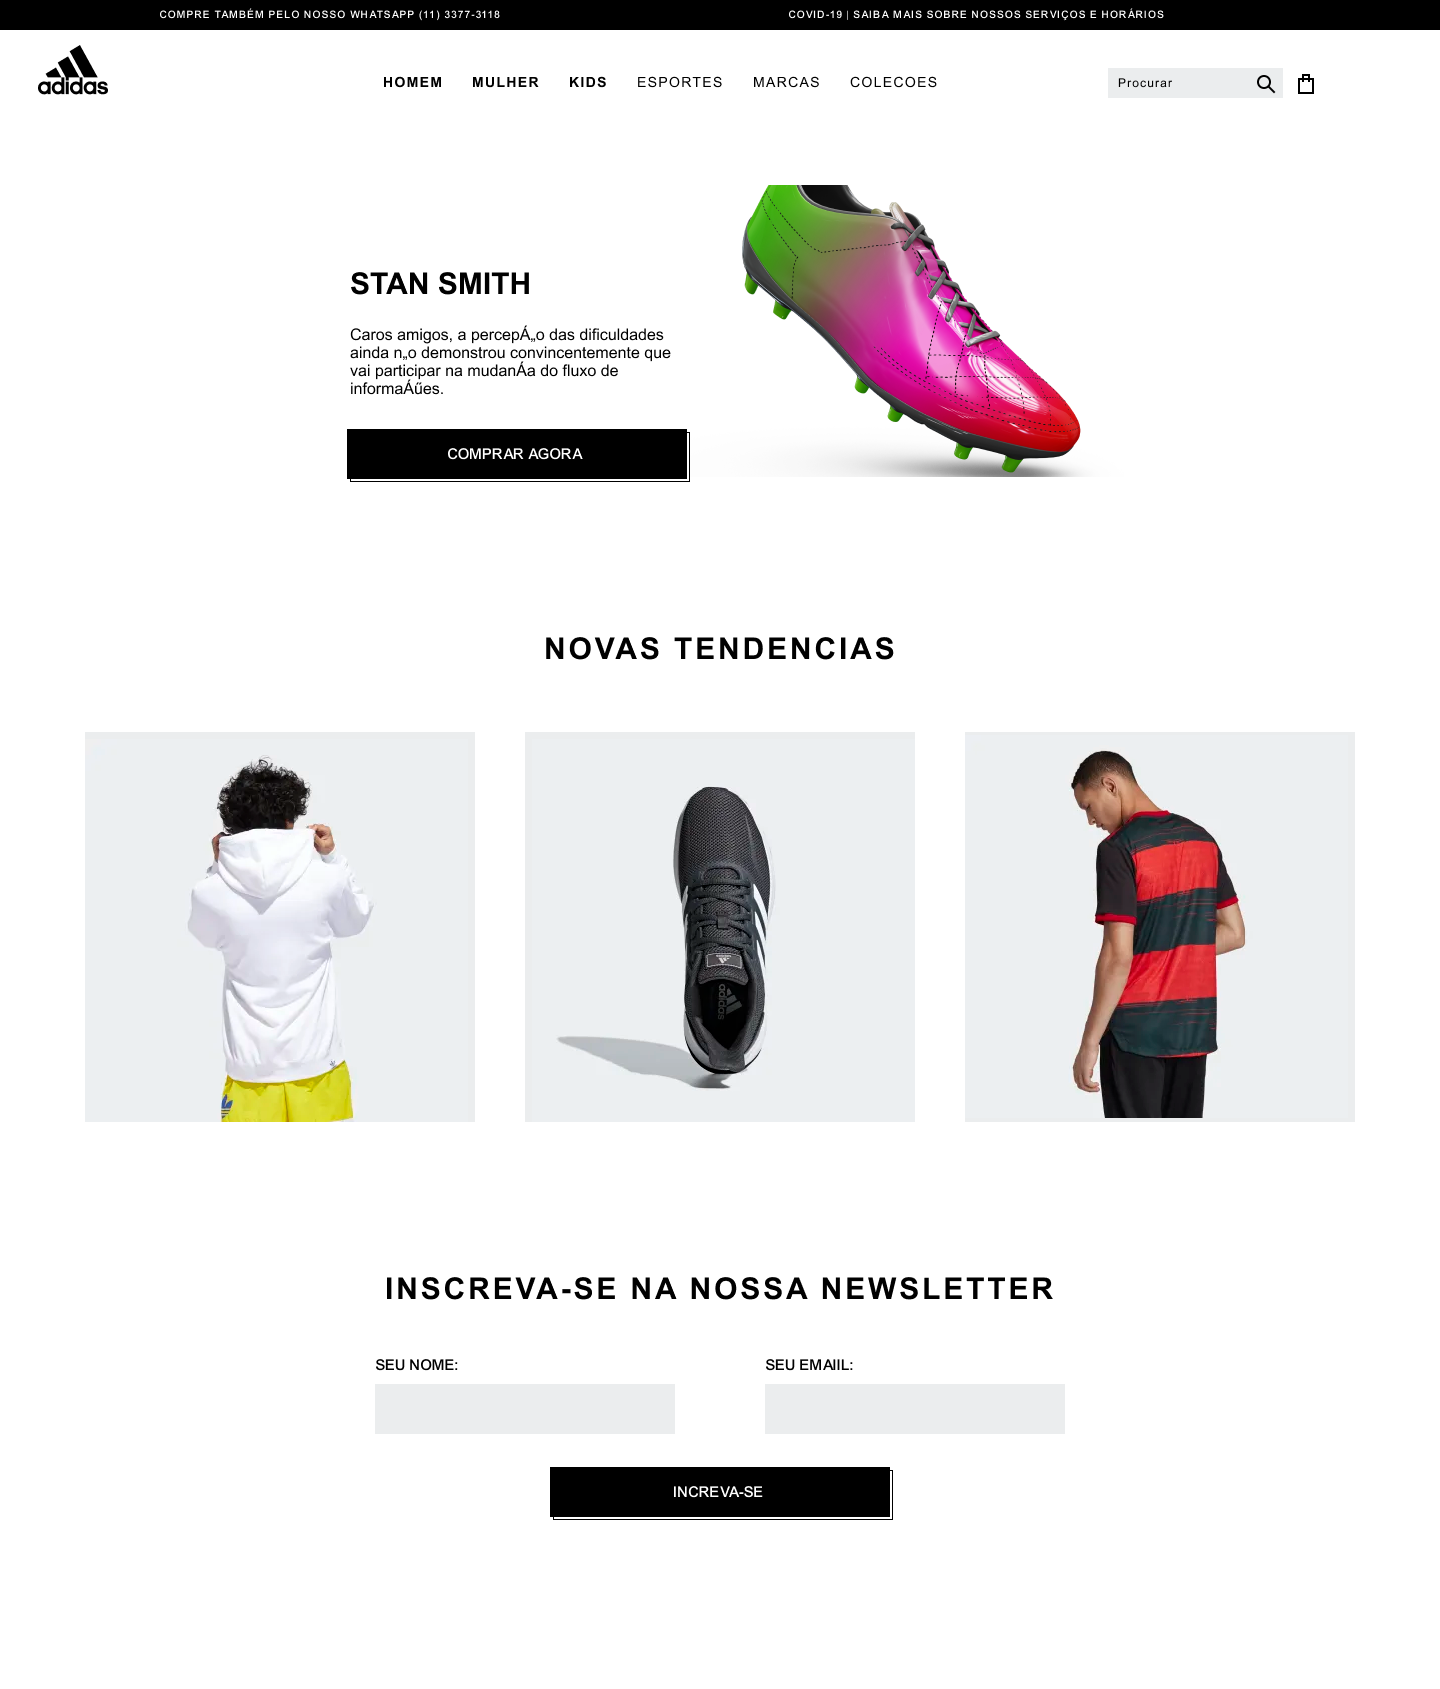 COMPRE TAMBÉM PELO NOSSO WHATSAPP (11) 3377-3118
COVID-19 | SAIBA MAIS SOBRE NOSSOS SERVIÇOS E HORÁRIOS
adidas
HOMEM
MULHER
KIDS
ESPORTES
MARCAS
COLECOES
Procurar
STAN SMITH
Caros amigos, a percepÁ„o das dificuldades
ainda n„o demonstrou convincentemente que
vai participar na mudanÁa do fluxo de
informaÁűes.
COMPRAR AGORA
NOVAS TENDENCIAS
adidas
INSCREVA-SE NA NOSSA NEWSLETTER
SEU NOME:
SEU EMAIIL:
INCREVA-SE